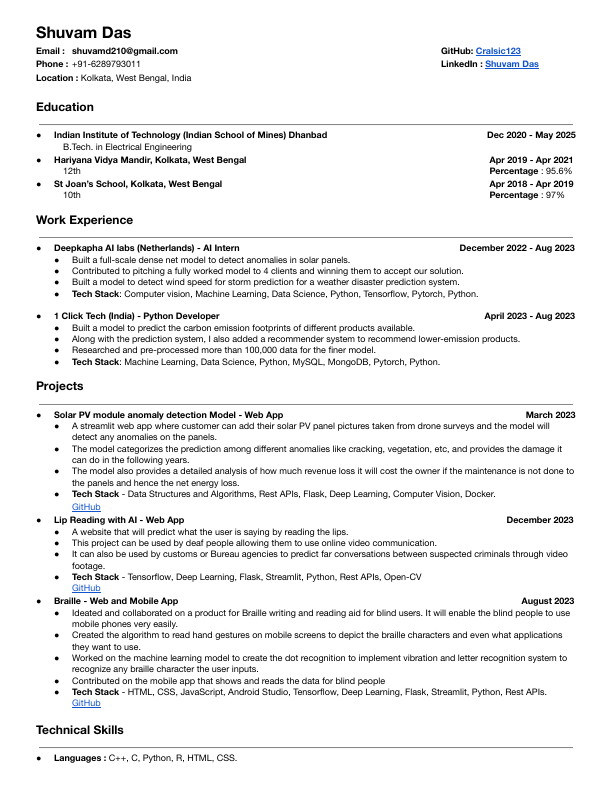 Shuvam Das
Email : shuvamd210@gmail.com GitHub: Cralsic123
Phone : +91-6289793011 LinkedIn : Shuvam Das
Location : Kolkata, West Bengal, India
Education
● Indian Institute of Technology (Indian School of Mines) Dhanbad Dec 2020 - May 2025
B.Tech. in Electrical Engineering
● Hariyana Vidya Mandir, Kolkata, West Bengal Apr 2019 - Apr 2021
12th Percentage : 95.6%
● St Joan’s School, Kolkata, West Bengal Apr 2018 - Apr 2019
10th Percentage : 97%
Work Experience
● Deepkapha AI labs (Netherlands) - AI Intern December 2022 - Aug 2023
● Built a full-scale dense net model to detect anomalies in solar panels.
● Contributed to pitching a fully worked model to 4 clients and winning them to accept our solution.
● Built a model to detect wind speed for storm prediction for a weather disaster prediction system.
● Tech Stack: Computer vision, Machine Learning, Data Science, Python, Tensorflow, Pytorch, Python.
● 1 Click Tech (India) - Python Developer April 2023 - Aug 2023
● Built a model to predict the carbon emission footprints of different products available.
● Along with the prediction system, I also added a recommender system to recommend lower-emission products.
● Researched and pre-processed more than 100,000 data for the finer model.
● Tech Stack: Machine Learning, Data Science, Python, MySQL, MongoDB, Pytorch, Python.
Projects
● Solar PV module anomaly detection Model - Web App March 2023
● A streamlit web app where customer can add their solar PV panel pictures taken from drone surveys and the model will
detect any anomalies on the panels.
● The model categorizes the prediction among different anomalies like cracking, vegetation, etc, and provides the damage it
can do in the following years.
● The model also provides a detailed analysis of how much revenue loss it will cost the owner if the maintenance is not done to
the panels and hence the net energy loss.
● Tech Stack - Data Structures and Algorithms, Rest APIs, Flask, Deep Learning, Computer Vision, Docker.
GitHub
● Lip Reading with AI - Web App December 2023
● A website that will predict what the user is saying by reading the lips.
● This project can be used by deaf people allowing them to use online video communication.
● It can also be used by customs or Bureau agencies to predict far conversations between suspected criminals through video
footage.
● Tech Stack - Tensorflow, Deep Learning, Flask, Streamlit, Python, Rest APIs, Open-CV
GitHub
● Braille - Web and Mobile App August 2023
● Ideated and collaborated on a product for Braille writing and reading aid for blind users. It will enable the blind people to use
mobile phones very easily.
● Created the algorithm to read hand gestures on mobile screens to depict the braille characters and even what applications
they want to use.
● Worked on the machine learning model to create the dot recognition to implement vibration and letter recognition system to
recognize any braille character the user inputs.
● Contributed on the mobile app that shows and reads the data for blind people
● Tech Stack - HTML, CSS, JavaScript, Android Studio, Tensorflow, Deep Learning, Flask, Streamlit, Python, Rest APIs.
GitHub
Technical Skills
● Languages : C++, C, Python, R, HTML, CSS.